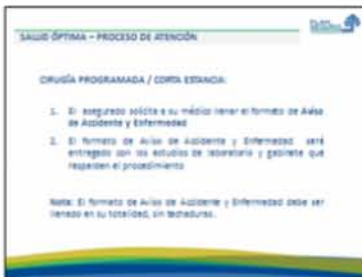 SALUD ÓPTIMA – PROCESO DE ATENCIÓN
CIRUGÍA PROGRAMADA / CORTA ESTANCIA:
1. El asegurado solicita a su médico llenar el formato de Aviso
de Accidente y Enfermedad
2. El formato de Aviso de Accidente y Enfermedad será
entregado con los estudios de laboratorio y gabinete que
respalden el procedimiento
Nota: El formato de Aviso de Accidente y Enfermedad debe ser
llenado en su totalidad, sin tachaduras.